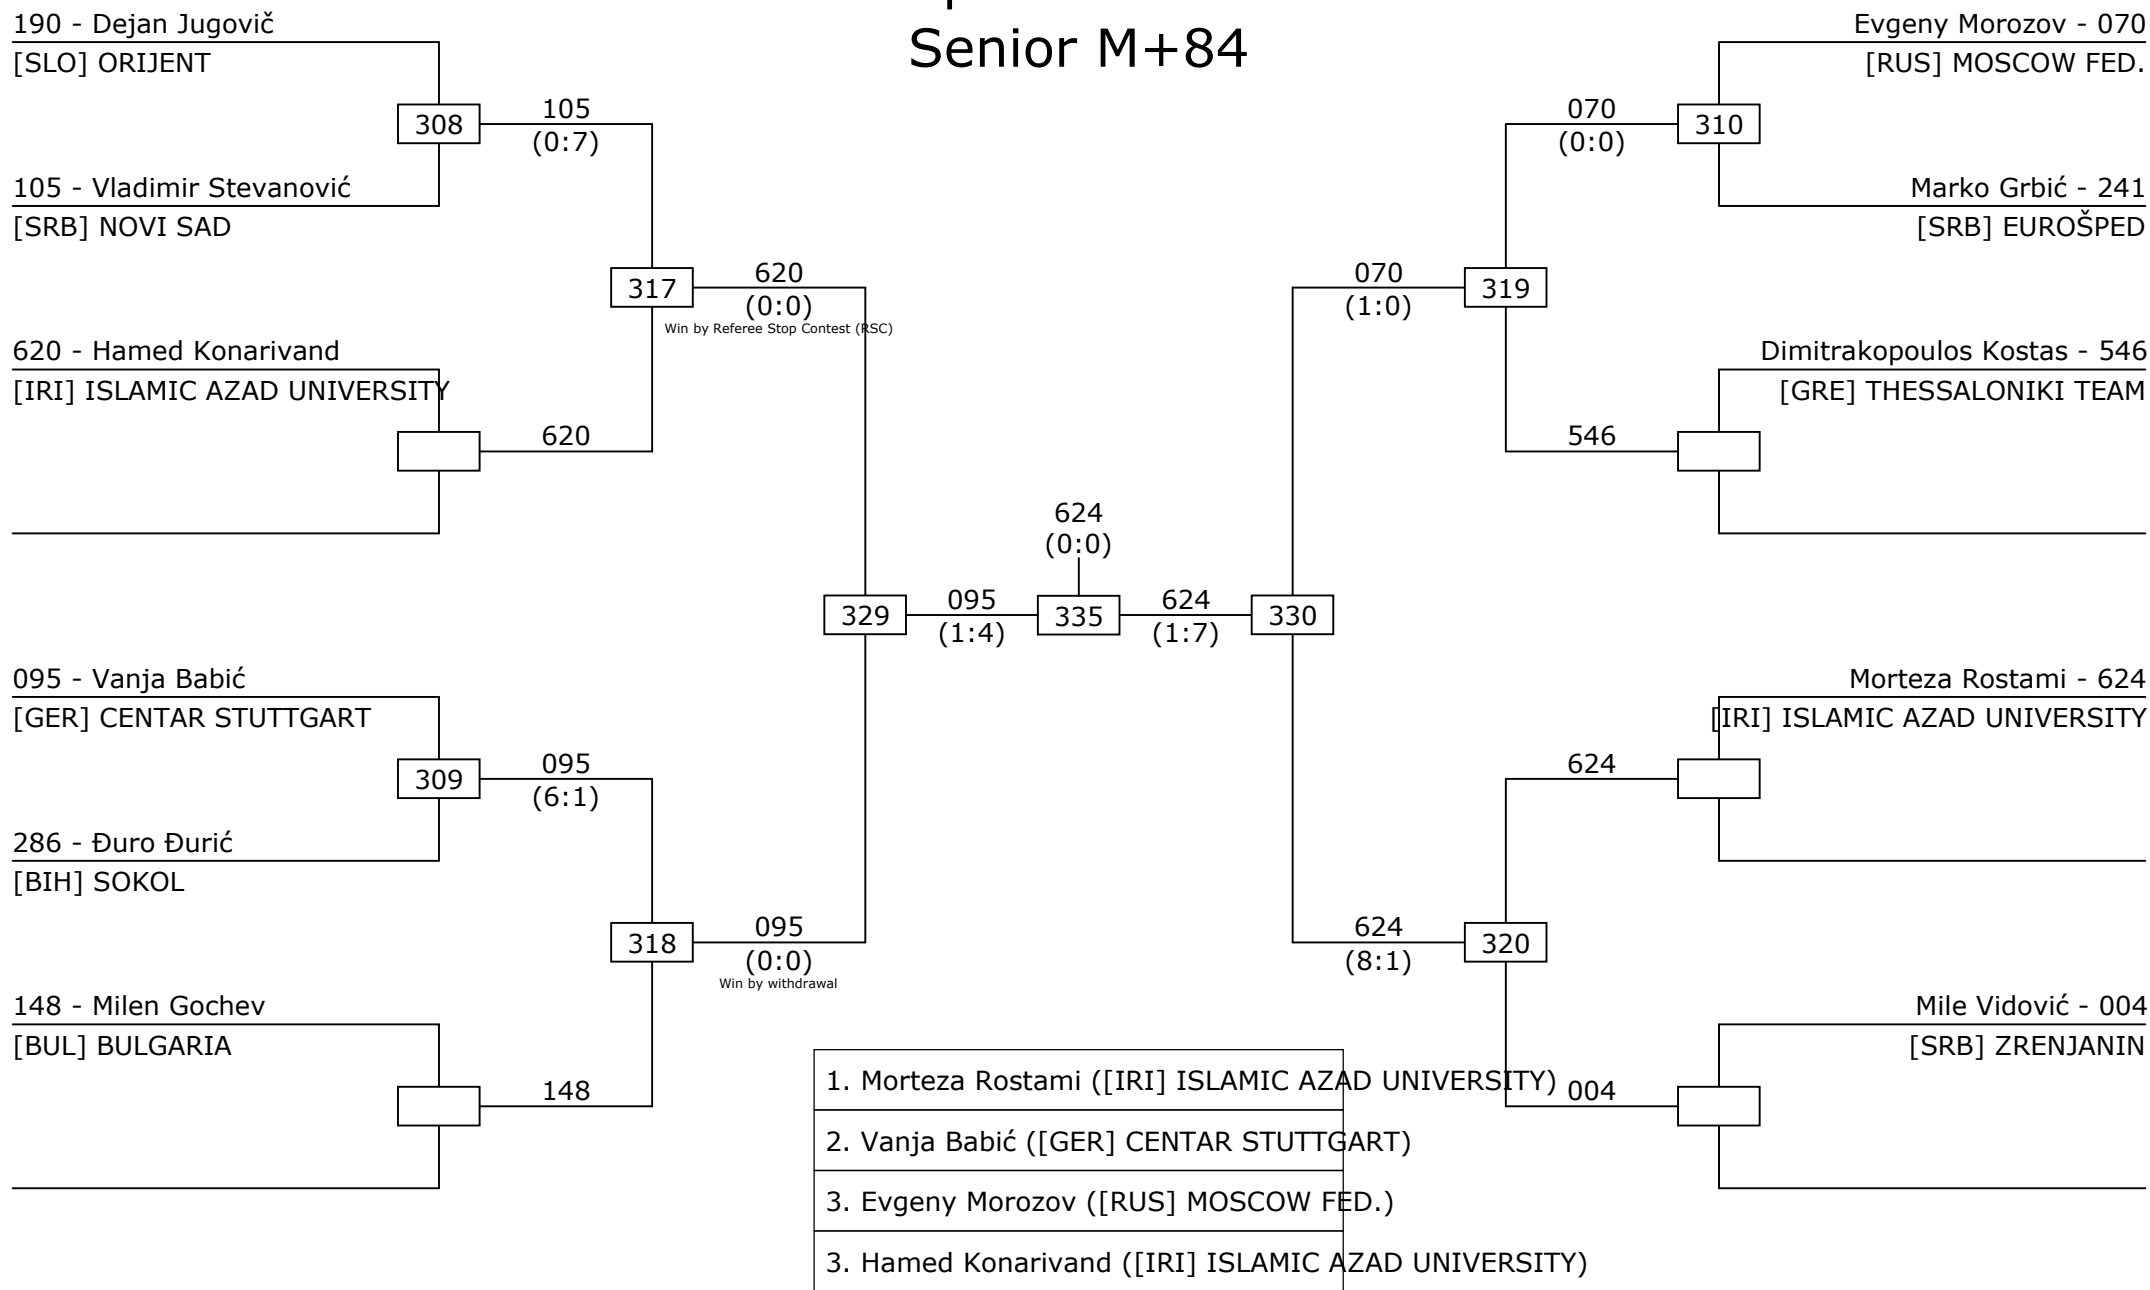 Senior M+84
190 - Dejan Jugovič
[SLO] ORIJENT
308
105
(0:7)
105 - Vladimir Stevanović
[SRB] NOVI SAD
317
620
(0:0)
Win by Referee Stop Contest (RSC)
620 - Hamed Konarivand
[IRI] ISLAMIC AZAD UNIVERSITY
620
329
095
(1:4)
095 - Vanja Babić
[GER] CENTAR STUTTGART
309
095
(6:1)
286 - Đuro Đurić
[BIH] SOKOL
318
095
(0:0)
Win by withdrawal
148 - Milen Gochev
[BUL] BULGARIA
148
624
(0:0)
335
Evgeny Morozov - 070
[RUS] MOSCOW FED.
070
(0:0)
310
Marko Grbić - 241
[SRB] EUROŠPED
070
(1:0)
319
Dimitrakopoulos Kostas - 546
[GRE] THESSALONIKI TEAM
546
624
(1:7)
330
Morteza Rostami - 624
[IRI] ISLAMIC AZAD UNIVERSITY
624
624
(8:1)
320
Mile Vidović - 004
[SRB] ZRENJANIN
004
1. Morteza Rostami ([IRI] ISLAMIC AZAD UNIVERSITY)
2. Vanja Babić ([GER] CENTAR STUTTGART)
3. Evgeny Morozov ([RUS] MOSCOW FED.)
3. Hamed Konarivand ([IRI] ISLAMIC AZAD UNIVERSITY)